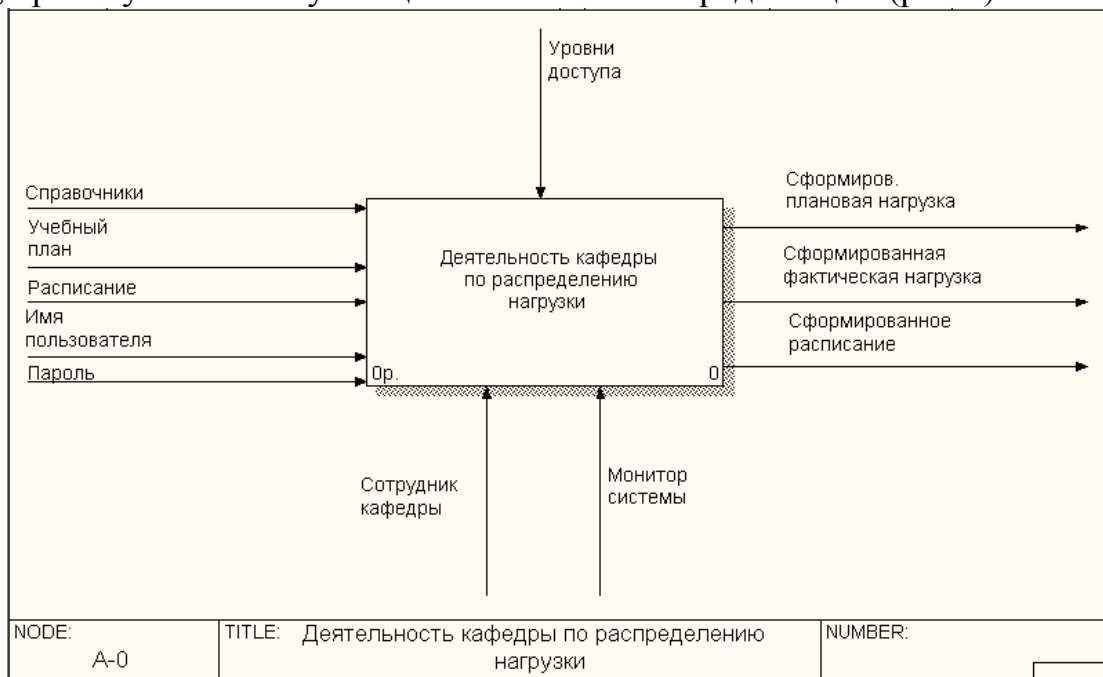 Уровни
доступа
Справочники
Учебный
план
Расписание
Имя
пользователя
Пароль
Деятельность кафедры
по распределению
нагрузки
0р.
0
Сформиров.
плановая нагрузка
Сформированная
фактическая нагрузка
Сформированное
расписание
Сотрудник
кафедры
Монитор
системы
NODE:
A-0
TITLE: Деятельность кафедры по распределению
нагрузки
NUMBER: